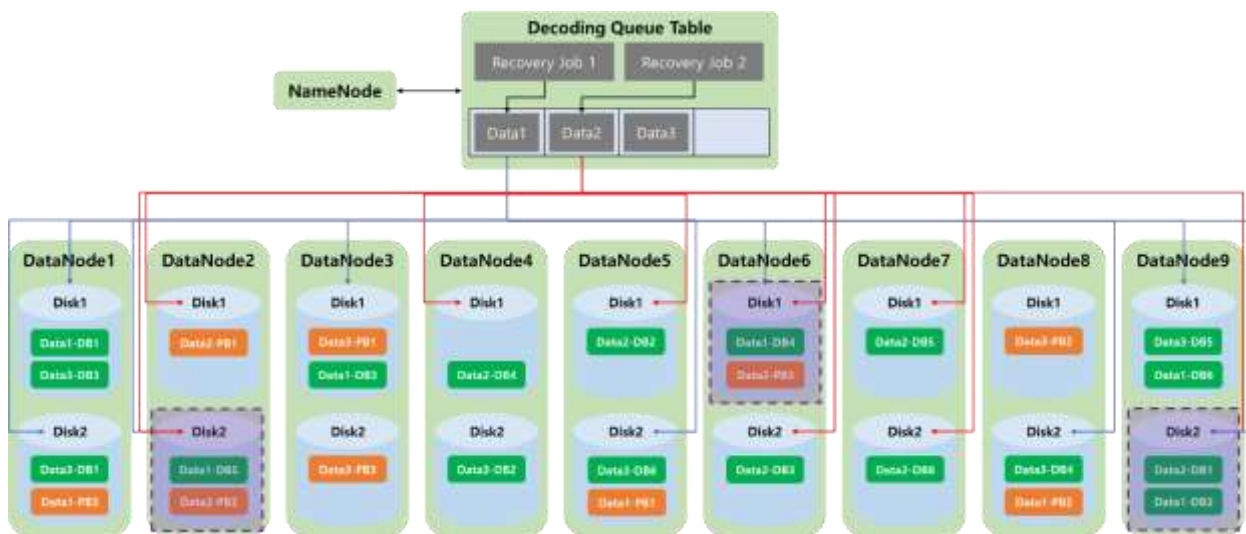 Decoding Queue Table
Recovery Job 1
Recovery Job 2
NameNode
Data1
Data2
Data3
DataNode1
DataNode2
DataNode3
DataNode4
DataNode5
DataNode6
DataNode7
DataNode8
DataNode9
Disk1
Disk1
Disk1
Disk1
Disk1
Disk1
Disk1
Disk1
Disk1
Data1-DB1
Data2-PB1
Data3-PB1
Data2-DB2
Data1-DB4
Data2-DB5
Data3-PB2
Data3-DB5
Data3-DB3
Data1-DB3
Data2-DB4
Data2-PB3
Data1-DB6
Disk2
Disk2
Disk2
Disk2
Disk2
Disk2
Disk2
Disk2
Disk2
Data3-DB1
Data1-DB5
Data3-PB3
Data3-DB2
Data3-DB6
Data2-DB3
Data2-DB6
Data3-DB4
Data2-DB1
Data1-PB3
Data2-PB2
Data1-PB1
Data1-PB2
Data1-DB2